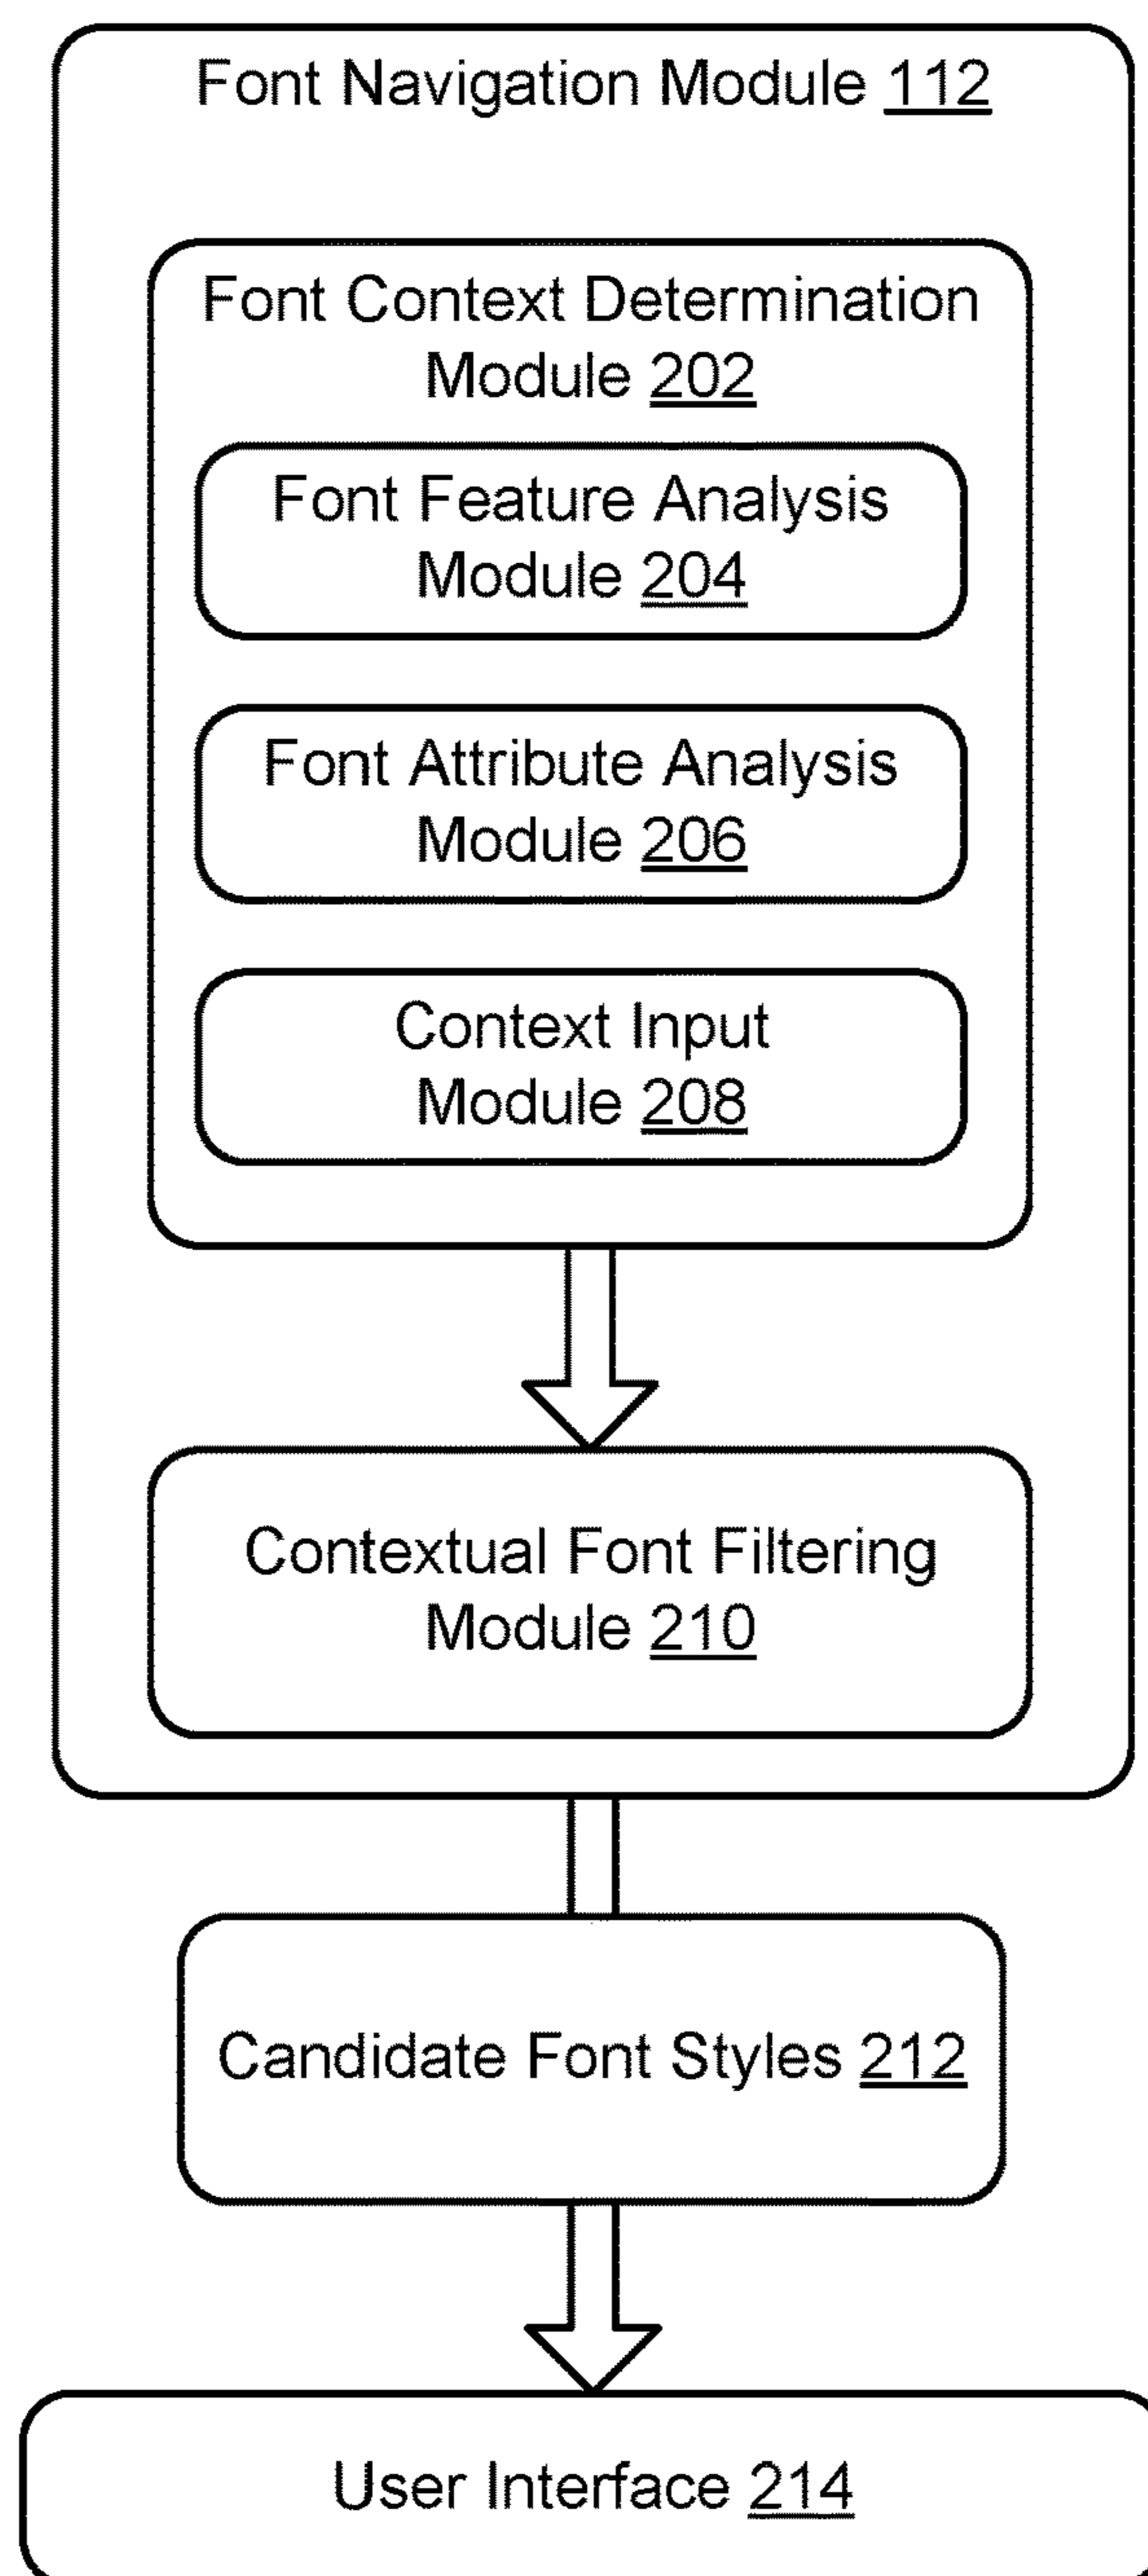 Font Navigation Module 112
Font Context Determination
Module 202
Font Feature Analysis
Module 204
Font Attribute Analysis
Module 206
Context Input
Module 208
Contextual Font Filtering
Module 210
Candidate Font Styles 212
User Interface 214